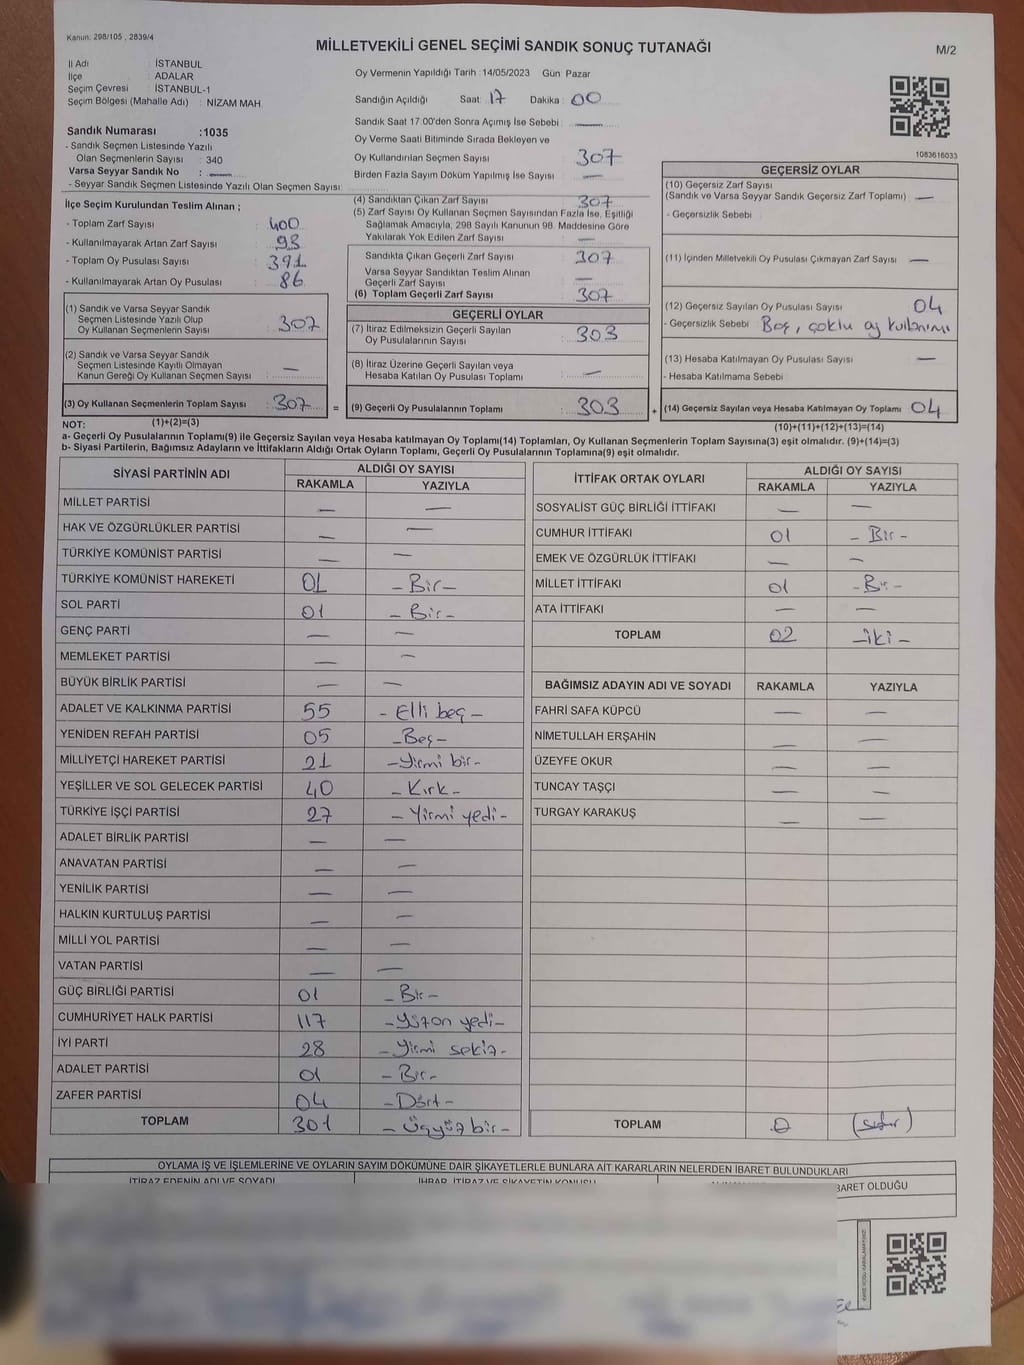 Kanun: 298/105 , 2839/4
MİLLETVEKİLİ GENEL SEÇİMİ SANDIK SONUÇ TUTANAĞI
M/2
İl Adı : İSTANBUL
İlçe : ADALAR
Seçim Çevresi : İSTANBUL-1
Seçim Bölgesi (Mahalle Adı) : NİZAM MAH.
Sandık Numarası :1035
- Sandık Seçmen Listesinde Yazılı
Olan Seçmenlerin Sayısı : 340
Varsa Seyyar Sandık No : —
- Seyyar Sandık Seçmen Listesinde Yazılı Olan Seçmen Sayısı:
Oy Vermenin Yapıldığı Tarih :14/05/2023 Gün Pazar
Sandığın Açıldığı Saat: 17 Dakika : 00
Sandık Saat 17:00'den Sonra Açımış İse Sebebi : —
Oy Verme Saati Bitiminde Sırada Bekleyen ve
Oy Kullandırılan Seçmen Sayısı 307
Birden Fazla Sayım Döküm Yapılmış İse Sayısı —
1083616033
İlçe Seçim Kurulundan Teslim Alınan ;
- Toplam Zarf Sayısı : 400
- Kullanılmayarak Artan Zarf Sayısı : 93
- Toplam Oy Pusulası Sayısı : 391
- Kullanılmayarak Artan Oy Pusulası : 86
(1) Sandık ve Varsa Seyyar Sandık
Seçmen Listesinde Yazılı Olup
Oy Kullanan Seçmenlerin Sayısı : 307
(2) Sandık ve Varsa Seyyar Sandık
Seçmen Listesinde Kayıtlı Olmayan
Kanun Gereği Oy Kullanan Seçmen Sayısı : —
(3) Oy Kullanan Seçmenlerin Toplam Sayısı : 307 =
(1)+(2)=(3)
(4) Sandıktan Çıkan Zarf Sayısı : 307
(5) Zarf Sayısı Oy Kullanan Seçmen Sayısından Fazla İse, Eşitliği
Sağlamak Amacıyla, 298 Sayılı Kanunun 98. Maddesine Göre
Yakılarak Yok Edilen Zarf Sayısı : —
Sandıkta Çıkan Geçerli Zarf Sayısı : 307
Varsa Seyyar Sandıktan Teslim Alınan
Geçerli Zarf Sayısı : —
(6) Toplam Geçerli Zarf Sayısı : 307
GEÇERLİ OYLAR
(7) İtiraz Edilmeksizin Geçerli Sayılan
Oy Pusulalarının Sayısı : 303
(8) İtiraz Üzerine Geçerli Sayılan veya
Hesaba Katılan Oy Pusulası Toplamı : —
(9) Geçerli Oy Pusulalarının Toplamı : 303 +
GEÇERSİZ OYLAR
(10) Geçersiz Zarf Sayısı
(Sandık ve Varsa Seyyar Sandık Geçersiz Zarf Toplamı) : —
- Geçersizlik Sebebi :
(11) İçinden Milletvekili Oy Pusulası Çıkmayan Zarf Sayısı : —
(12) Geçersiz Sayılan Oy Pusulası Sayısı : 04
- Geçersizlik Sebebi : Boş, çoklu oy kullanımı
(13) Hesaba Katılmayan Oy Pusulası Sayısı : —
- Hesaba Katılmama Sebebi :
(14) Geçersiz Sayılan veya Hesaba Katılmayan Oy Toplamı : 04
(10)+(11)+(12)+(13)=(14)
NOT:
a- Geçerli Oy Pusulalarının Toplamı(9) ile Geçersiz Sayılan veya Hesaba katılmayan Oy Toplamı(14) Toplamları, Oy Kullanan Seçmenlerin Toplam Sayısına(3) eşit olmalıdır. (9)+(14)=(3)
b- Siyasi Partilerin, Bağımsız Adayların ve İttifakların Aldığı Ortak Oyların Toplamı, Geçerli Oy Pusulalarının Toplamına(9) eşit olmalıdır.
SİYASİ PARTİNİN ADI ALDIĞI OY SAYISI
RAKAMLA YAZIYLA
MİLLET PARTİSİ — —
HAK VE ÖZGÜRLÜKLER PARTİSİ — —
TÜRKİYE KOMÜNİST PARTİSİ — —
TÜRKİYE KOMÜNİST HAREKETİ 01 -Bir-
SOL PARTİ 01 -Bir-
GENÇ PARTİ — —
MEMLEKET PARTİSİ — —
BÜYÜK BİRLİK PARTİSİ — —
ADALET VE KALKINMA PARTİSİ 55 -Elli beş-
YENİDEN REFAH PARTİSİ 05 -Beş-
MİLLİYETÇİ HAREKET PARTİSİ 21 -Yirmi bir-
YEŞİLLER VE SOL GELECEK PARTİSİ 40 -Kırk-
TÜRKİYE İŞÇİ PARTİSİ 27 -Yirmi yedi-
ADALET BİRLİK PARTİSİ — —
ANAVATAN PARTİSİ — —
YENİLİK PARTİSİ — —
HALKIN KURTULUŞ PARTİSİ — —
MİLLİ YOL PARTİSİ — —
VATAN PARTİSİ — —
GÜÇ BİRLİĞİ PARTİSİ 01 -Bir-
CUMHURİYET HALK PARTİSİ 117 -Yüzon yedi-
İYİ PARTİ 28 -Yirmi sekiz-
ADALET PARTİSİ 01 -Bir-
ZAFER PARTİSİ 04 -Dört-
TOPLAM 301 -Üçyüz bir-
İTTİFAK ORTAK OYLARI ALDIĞI OY SAYISI
RAKAMLA YAZIYLA
SOSYALİST GÜÇ BİRLİĞİ İTTİFAKI — —
CUMHUR İTTİFAKI 01 -Bir-
EMEK VE ÖZGÜRLÜK İTTİFAKI — —
MİLLET İTTİFAKI 01 -Bir-
ATA İTTİFAKI — —
TOPLAM 02 -iki-
BAĞIMSIZ ADAYIN ADI VE SOYADI RAKAMLA YAZIYLA
FAHRİ SAFA KÜPCÜ — —
NİMETULLAH ERŞAHİN — —
ÜZEYFE OKUR — —
TUNCAY TAŞÇI — —
TURGAY KARAKUŞ — —
TOPLAM 0 (sıfır)
OYLAMA İŞ VE İŞLEMLERİNE VE OYLARIN SAYIM DÖKÜMÜNE DAİR ŞİKAYETLERLE BUNLARA AİT KARARLARIN NELERDEN İBARET BULUNDUKLARI
İTİRAZ EDENİN ADI VE SOYADI İHBAR, İTİRAZ VE ŞİKAYETİN KONUSU BARET OLDUĞU